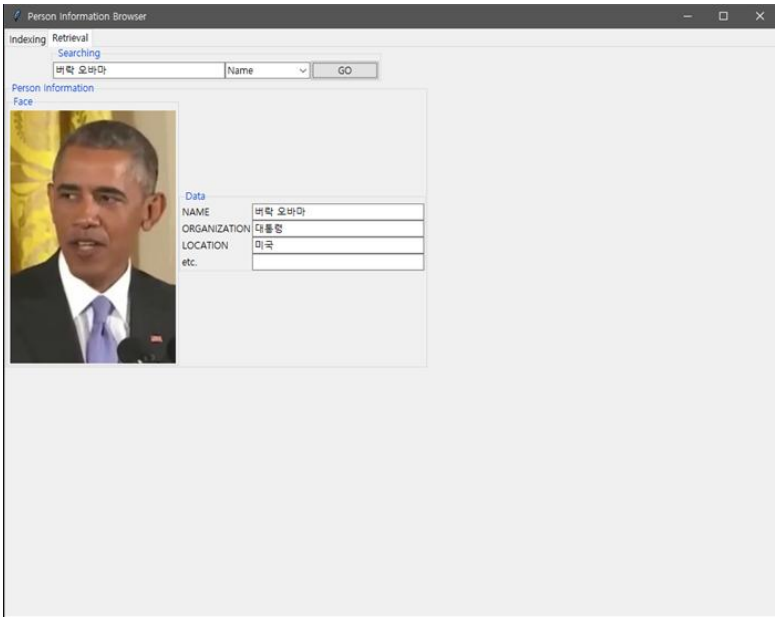 Person Information Browser
Indexing Retrieval
Searching
버락 오바마 Name GO
Person Information
Face
Data
NAME 버락 오바마
ORGANIZATION 대통령
LOCATION 미국
etc.